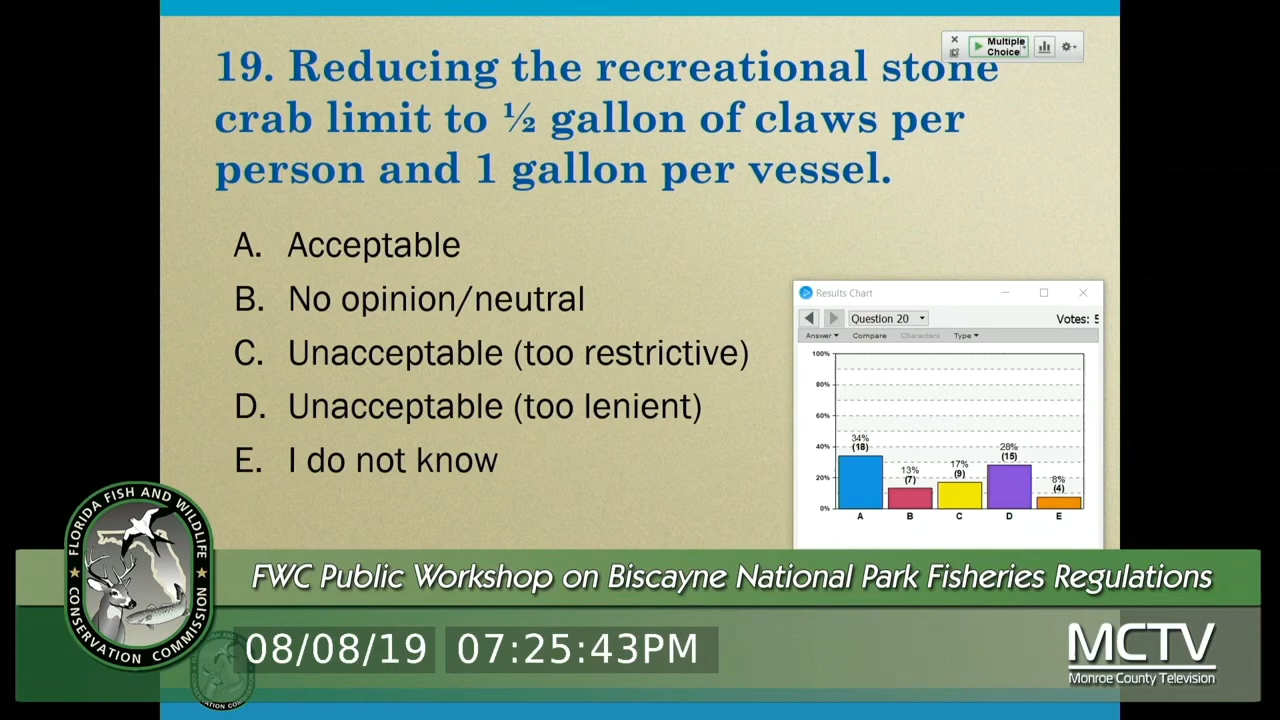 19. Reducing the recreational stone
crab limit to ½ gallon of claws per
person and 1 gallon per vessel.
Multiple
Choice
A. Acceptable
B. No opinion/neutral
C. Unacceptable (too restrictive)
D. Unacceptable (too lenient)
E. I do not know
Results Chart
Question 20
Votes: 5
Answer
Compare
Characters
Type
100%
80%
60%
40%
20%
0%
34%
(18)
13%
(7)
17%
(9)
28%
(15)
8%
(4)
A B C D E
FLORIDA FISH AND WILDLIFE
CONSERVATION COMMISSION
FWC Public Workshop on Biscayne National Park Fisheries Regulations
08/08/19 07:25:43PM
MCTV
Monroe County Television